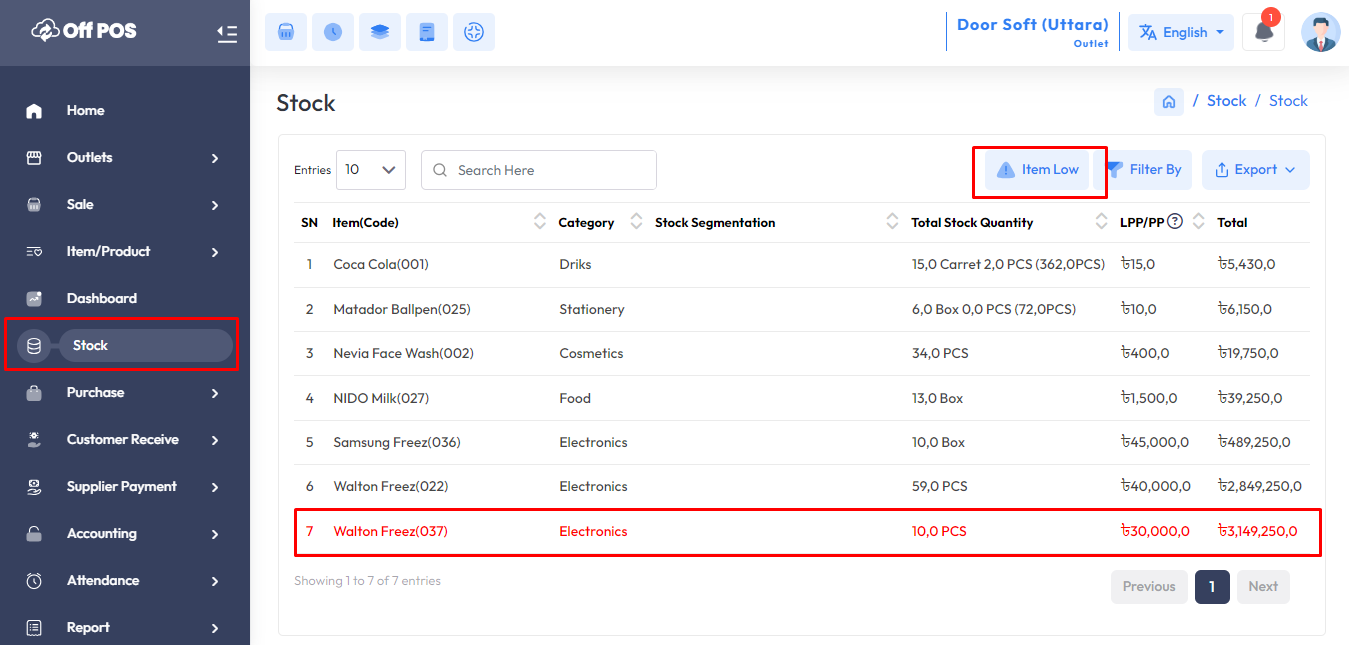 Off POS
Door Soft (Uttara)
Outlet
English
1
Home
Outlets
Sale
Item/Product
Dashboard
Stock
Purchase
Customer Receive
Supplier Payment
Accounting
Attendance
Report
Stock
/ Stock / Stock
Entries 10 Search Here Item Low Filter By Export
SN Item(Code) Category Stock Segmentation Total Stock Quantity LPP/PP ? Total
1 Coca Cola(001) Driks 15,0 Carret 2,0 PCS (362,0PCS) ৳15,0 ৳5,430,0
2 Matador Ballpen(025) Stationery 6,0 Box 0,0 PCS (72,0PCS) ৳10,0 ৳6,150,0
3 Nevia Face Wash(002) Cosmetics 34,0 PCS ৳400,0 ৳19,750,0
4 NIDO Milk(027) Food 13,0 Box ৳1,500,0 ৳39,250,0
5 Samsung Freez(036) Electronics 10,0 Box ৳45,000,0 ৳489,250,0
6 Walton Freez(022) Electronics 59,0 PCS ৳40,000,0 ৳2,849,250,0
7 Walton Freez(037) Electronics 10,0 PCS ৳30,000,0 ৳3,149,250,0
Showing 1 to 7 of 7 entries
Previous 1 Next